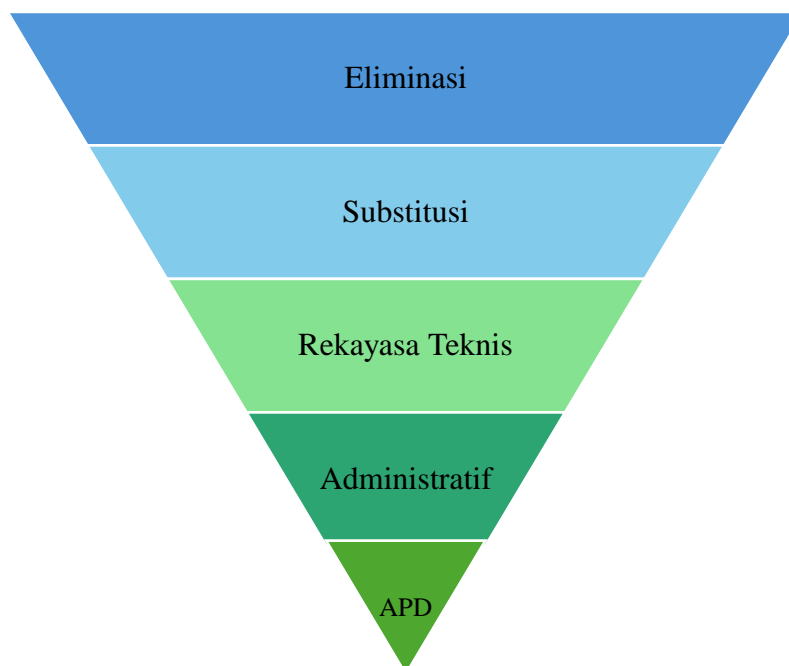 Eliminasi
Substitusi
Rekayasa Teknis
Administratif
APD